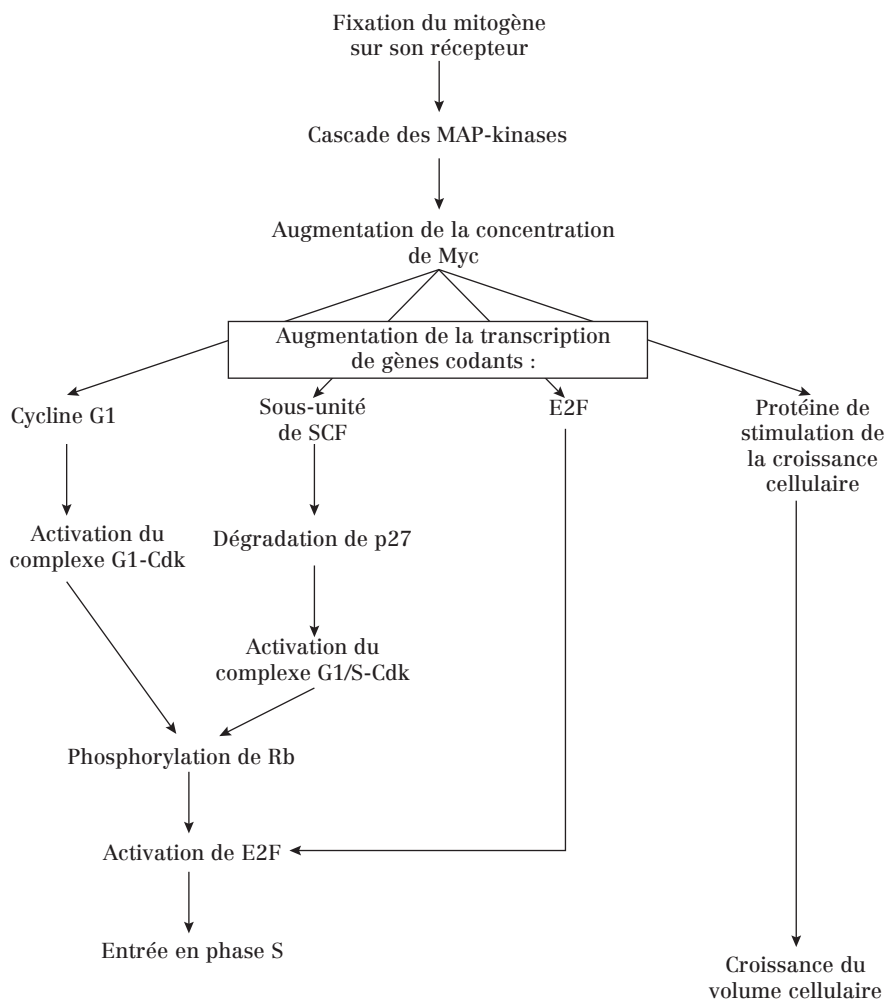 Fixation du mitogène
sur son récepteur
Cascade des MAP-kinases
Augmentation de la concentration
de Myc
Augmentation de la transcription
de gènes codants :
Cycline G1
Sous-unité
de SCF
E2F
Protéine de
stimulation de
la croissance
cellulaire
Activation du
complexe G1-Cdk
Dégradation de p27
Activation du
complexe G1/S-Cdk
Phosphorylation de Rb
Activation de E2F
Entrée en phase S
Croissance du
volume cellulaire